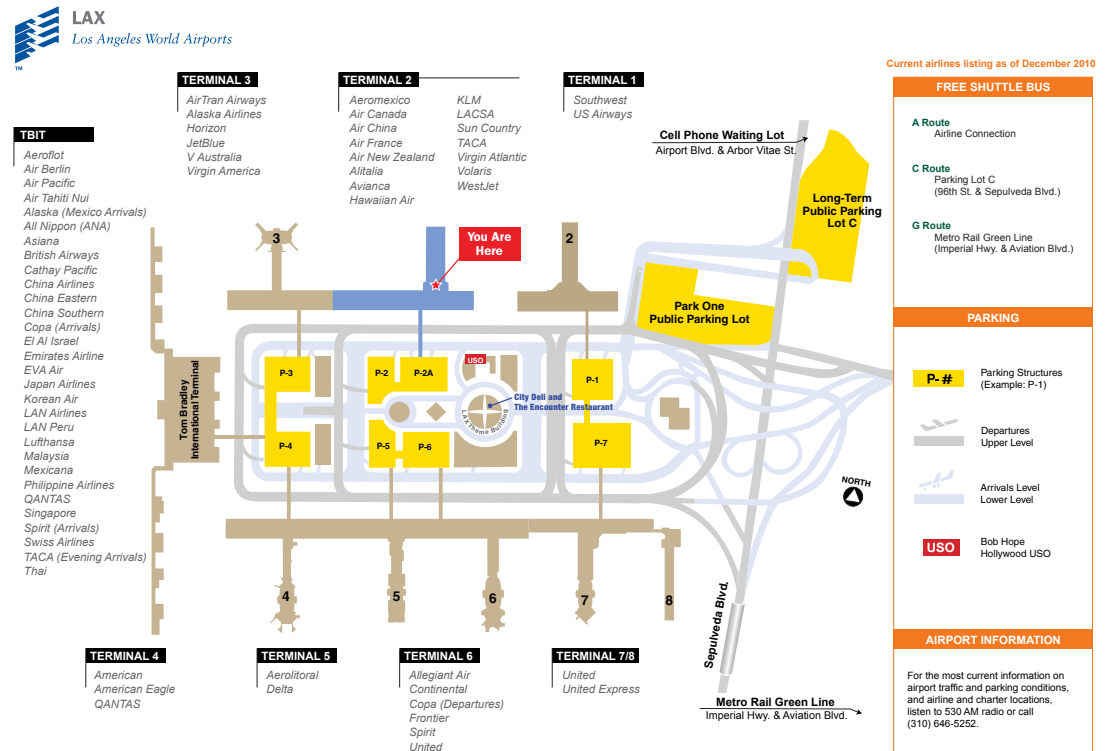 LAX
Los Angeles World Airports
TM
TERMINAL 3
AirTran Airways
Alaska Airlines
Horizon
JetBlue
V Australia
Virgin America
TERMINAL 2
Aeromexico
Air Canada
Air China
Air France
Air New Zealand
Alitalia
Avianca
Hawaiian Air
KLM
LACSA
Sun Country
TACA
Virgin Atlantic
Volaris
WestJet
TERMINAL 1
Southwest
US Airways
TBIT
Aeroflot
Air Berlin
Air Pacific
Air Tahiti Nui
Alaska (Mexico Arrivals)
All Nippon (ANA)
Asiana
British Airways
Cathay Pacific
China Airlines
China Eastern
China Southern
Copa (Arrivals)
El Al Israel
Emirates Airline
EVA Air
Japan Airlines
Korean Air
LAN Airlines
LAN Peru
Lufthansa
Malaysia
Mexicana
Philippine Airlines
QANTAS
Singapore
Spirit (Arrivals)
Swiss Airlines
TACA (Evening Arrivals)
Thai
Cell Phone Waiting Lot
Airport Blvd. & Arbor Vitae St.
Long-Term
Public Parking
Lot C
3
You Are
Here
2
Park One
Public Parking Lot
Tom Bradley
International Terminal
P-3
P-2
P-2A
USO
P-1
City Deli and
The Encounter Restaurant
LAX Theme Building
P-4
P-5
P-6
P-7
NORTH
4
5
6
7
8
Sepulveda Blvd.
TERMINAL 4
American
American Eagle
QANTAS
TERMINAL 5
Aerolitoral
Delta
TERMINAL 6
Allegiant Air
Continental
Copa (Departures)
Frontier
Spirit
United
TERMINAL 7/8
United
United Express
Metro Rail Green Line
Imperial Hwy. & Aviation Blvd.
Current airlines listing as of December 2010
FREE SHUTTLE BUS
A Route
Airline Connection
C Route
Parking Lot C
(96th St. & Sepulveda Blvd.)
G Route
Metro Rail Green Line
(Imperial Hwy. & Aviation Blvd.)
PARKING
P-#
Parking Structures
(Example: P-1)
Departures
Upper Level
Arrivals Level
Lower Level
USO
Bob Hope
Hollywood USO
AIRPORT INFORMATION
For the most current information on
airport traffic and parking conditions,
and airline and charter locations,
listen to 530 AM radio or call
(310) 646-5252.